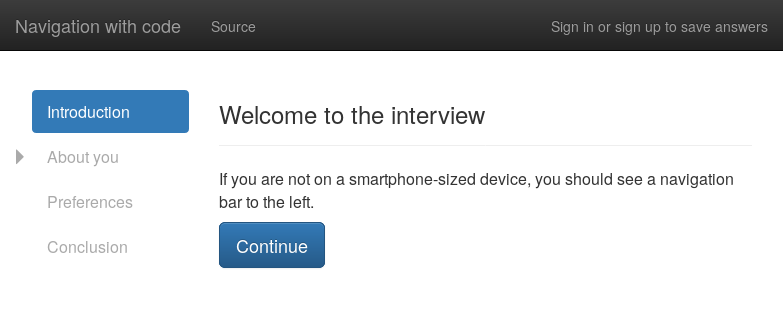 Navigation with code Source Sign in or sign up to save answers
Introduction
About you
Preferences
Conclusion
Welcome to the interview
If you are not on a smartphone-sized device, you should see a navigation
bar to the left.
Continue